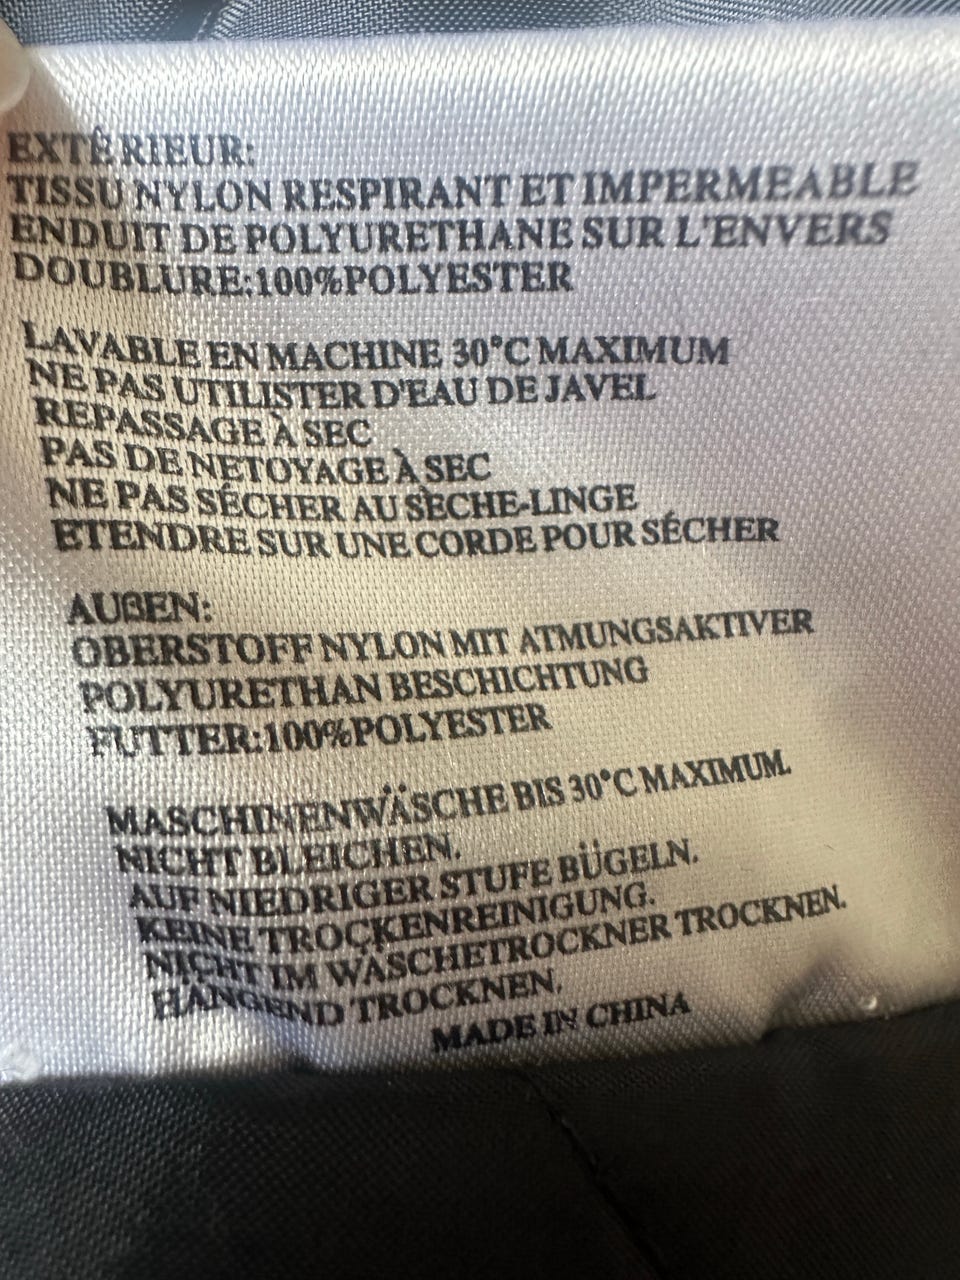 EXTÉRIEUR:
TISSU NYLON RESPIRANT ET IMPERMEABLE
ENDUIT DE POLYURETHANE SUR L'ENVERS
DOUBLURE:100%POLYESTER
LAVABLE EN MACHINE 30°C MAXIMUM
NE PAS UTILISTER D'EAU DE JAVEL
REPASSAGE À SEC
PAS DE NETOYAGE À SEC
NE PAS SÉCHER AU SÈCHE-LINGE
ETENDRE SUR UNE CORDE POUR SÉCHER
AUßEN:
OBERSTOFF NYLON MIT ATMUNGSAKTIVER
POLYURETHAN BESCHICHTUNG
FUTTER:100%POLYESTER
MASCHINENWÄSCHE BIS 30°C MAXIMUM.
NICHT BLEICHEN.
AUF NIEDRIGER STUFE BÜGELN.
KEINE TROCKENREINIGUNG.
NICHT IM WÄSCHETROCKNER TROCKNEN.
HÄNGEND TROCKNEN.
MADE IN CHINA